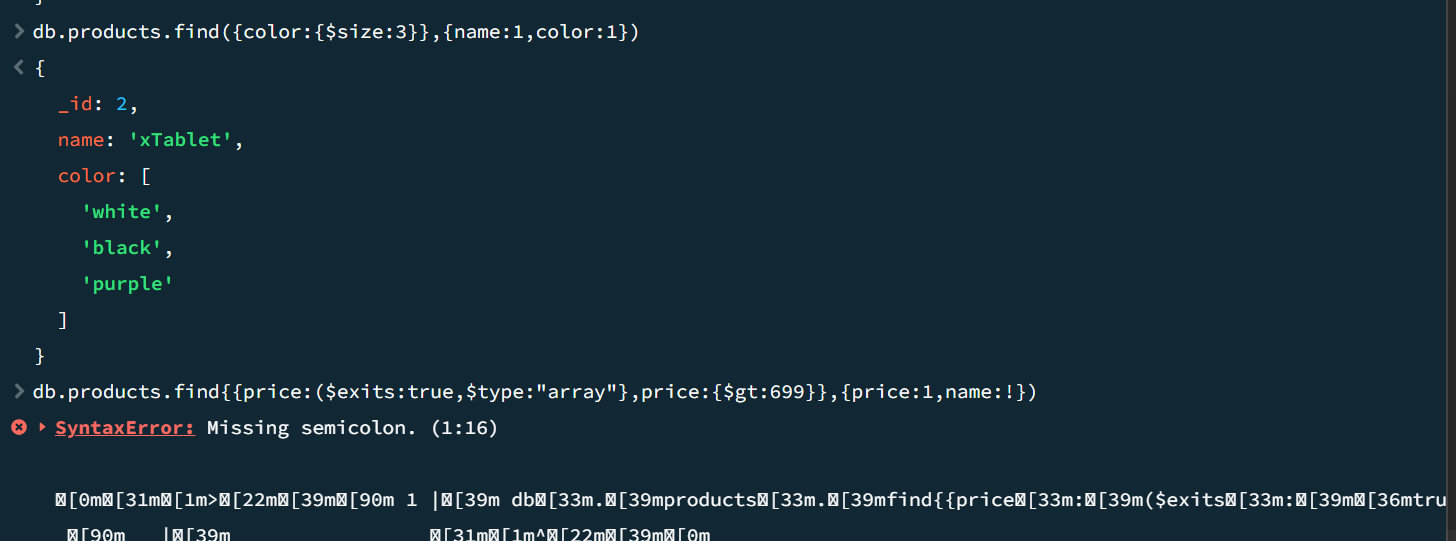 }
> db.products.find({color:{$size:3}},{name:1,color:1})
< {
_id: 2,
name: 'xTablet',
color: [
'white',
'black',
'purple'
]
}
> db.products.find{{price:($exits:true,$type:"array"},price:{$gt:699}},{price:1,name:!})
SyntaxError: Missing semicolon. (1:16)
�[0m�[31m�[1m>�[22m�[39m�[90m 1 |�[39m db�[33m.�[39mproducts�[33m.�[39mfind{{price�[33m:�[39m($exits�[33m:�[39m�[36mtru
�[90m |�[39m �[31m�[1m^�[22m�[39m�[0m